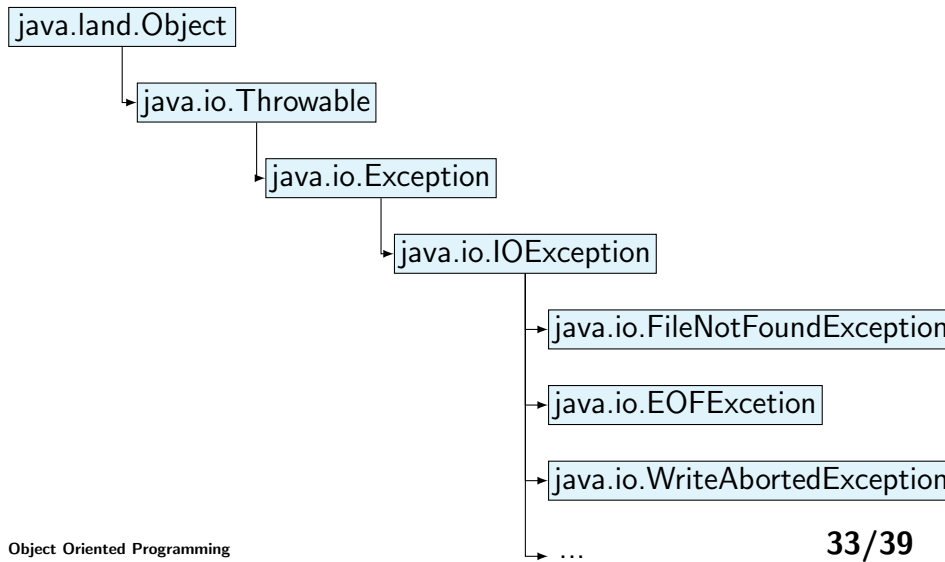 java.land.Object
java.io.Throwable
java.io.Exception
java.io.IOException
java.io.FileNotFoundException
java.io.EOFExcetion
java.io.WriteAbortedException
...
Object Oriented Programming
33/39